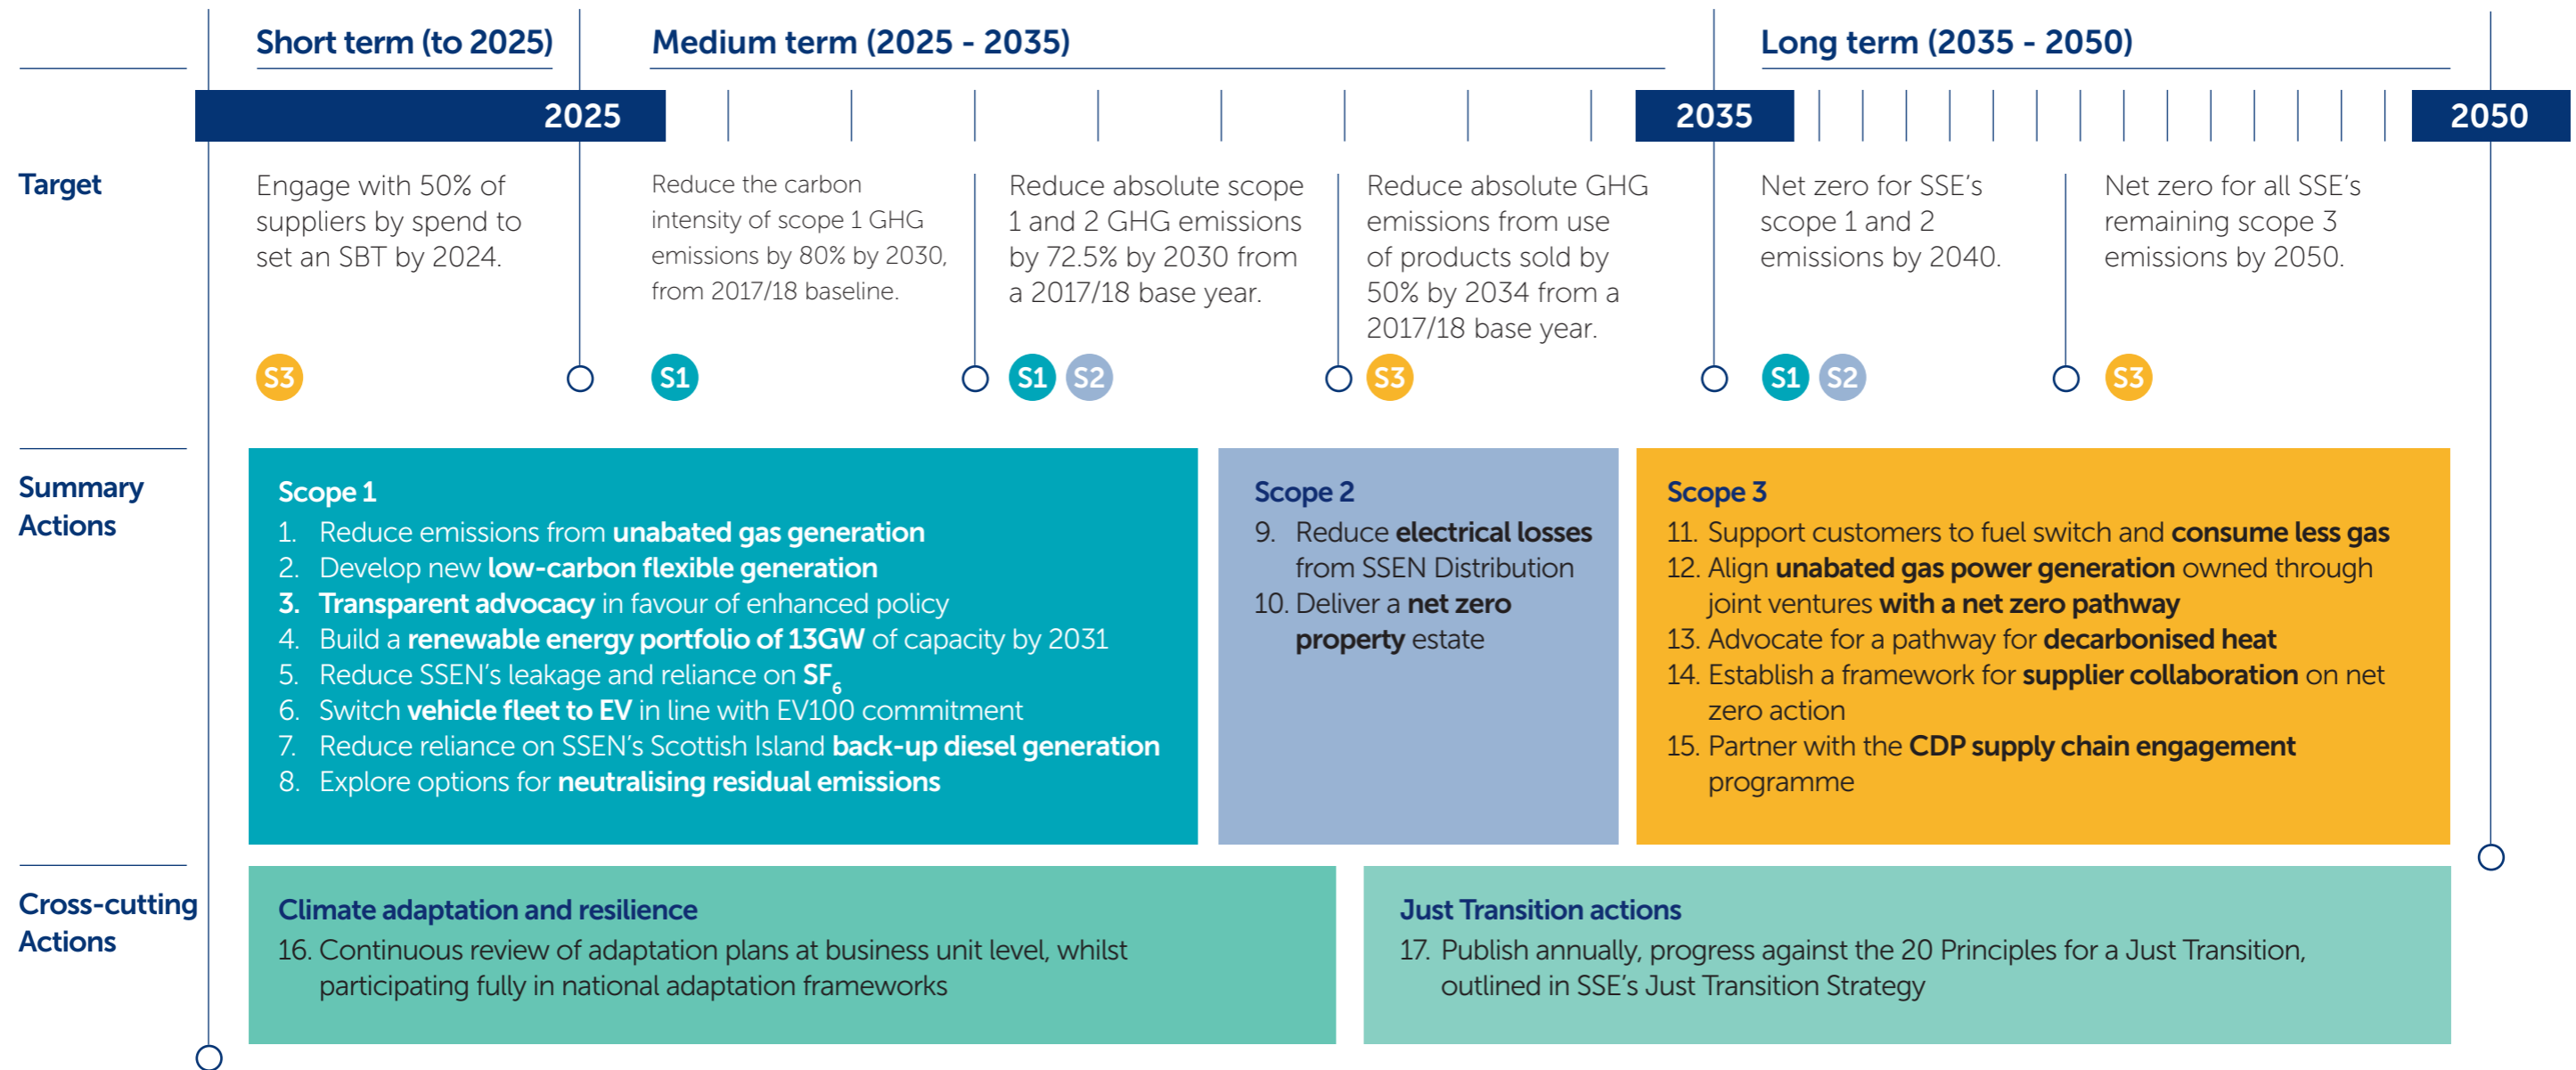 Short term (to 2025)
Medium term (2025 - 2035)
Long term (2035 - 2050)
2025
2035
2050
Target
Engage with 50% of
suppliers by spend to
set an SBT by 2024.
S3
Reduce the carbon
intensity of scope 1 GHG
emissions by 80% by 2030,
from 2017/18 baseline.
S1
Reduce absolute scope
1 and 2 GHG emissions
by 72.5% by 2030 from
a 2017/18 base year.
S1 S2
Reduce absolute GHG
emissions from use
of products sold by
50% by 2034 from a
2017/18 base year.
S3
Net zero for SSE's
scope 1 and 2
emissions by 2040.
S1 S2
Net zero for all SSE's
remaining scope 3
emissions by 2050.
S3
Summary
Actions
Scope 1
1. Reduce emissions from unabated gas generation
2. Develop new low-carbon flexible generation
3. Transparent advocacy in favour of enhanced policy
4. Build a renewable energy portfolio of 13GW of capacity by 2031
5. Reduce SSEN's leakage and reliance on SF6
6. Switch vehicle fleet to EV in line with EV100 commitment
7. Reduce reliance on SSEN's Scottish Island back-up diesel generation
8. Explore options for neutralising residual emissions
Scope 2
9. Reduce electrical losses
from SSEN Distribution
10. Deliver a net zero
property estate
Scope 3
11. Support customers to fuel switch and consume less gas
12. Align unabated gas power generation owned through
joint ventures with a net zero pathway
13. Advocate for a pathway for decarbonised heat
14. Establish a framework for supplier collaboration on net
zero action
15. Partner with the CDP supply chain engagement
programme
Cross-cutting
Actions
Climate adaptation and resilience
16. Continuous review of adaptation plans at business unit level, whilst
participating fully in national adaptation frameworks
Just Transition actions
17. Publish annually, progress against the 20 Principles for a Just Transition,
outlined in SSE's Just Transition Strategy